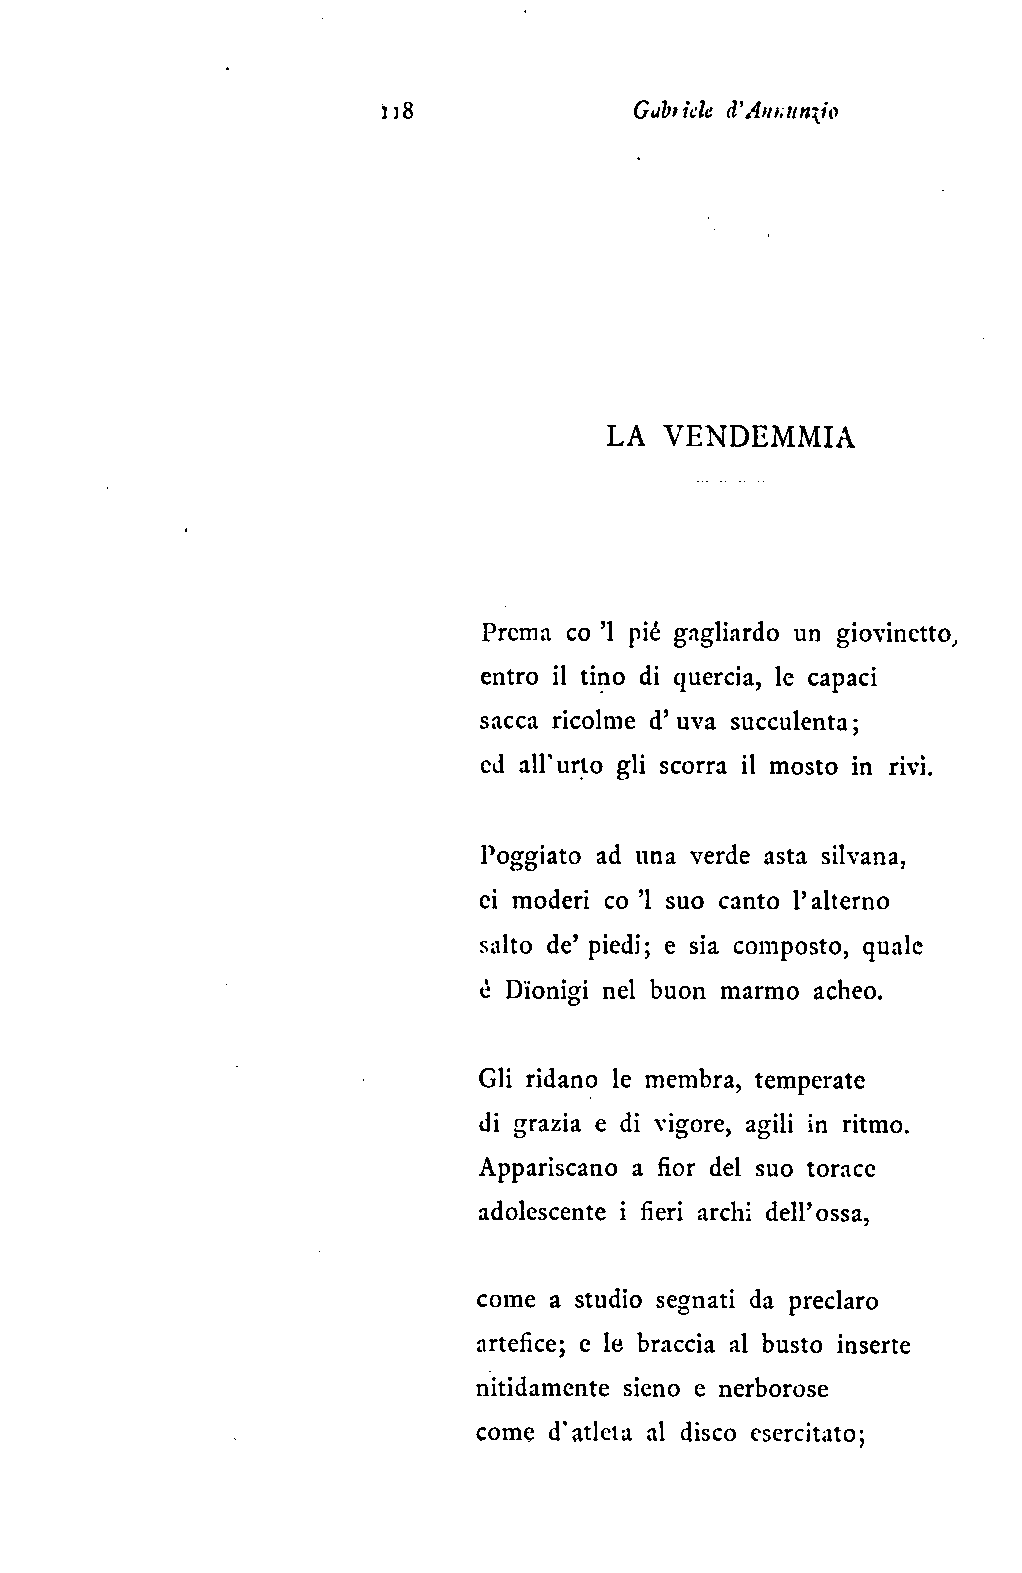 118 Gabriele d'Annunzio
LA VENDEMMIA
Prema co 'l pié gagliardo un giovinetto,
entro il tino di quercia, le capaci
sacca ricolme d' uva succulenta;
ed all'urto gli scorra il mosto in rivi.
Poggiato ad una verde asta silvana,
ei moderi co 'l suo canto l'alterno
salto de' piedi; e sia composto, quale
è Dïonigi nel buon marmo acheo.
Gli ridano le membra, temperate
di grazia e di vigore, agili in ritmo.
Appariscano a fior del suo torace
adolescente i fieri archi dell'ossa,
come a studio segnati da preclaro
artefice; e le braccia al busto inserte
nitidamente sieno e nerborose
come d'atleta al disco esercitato;